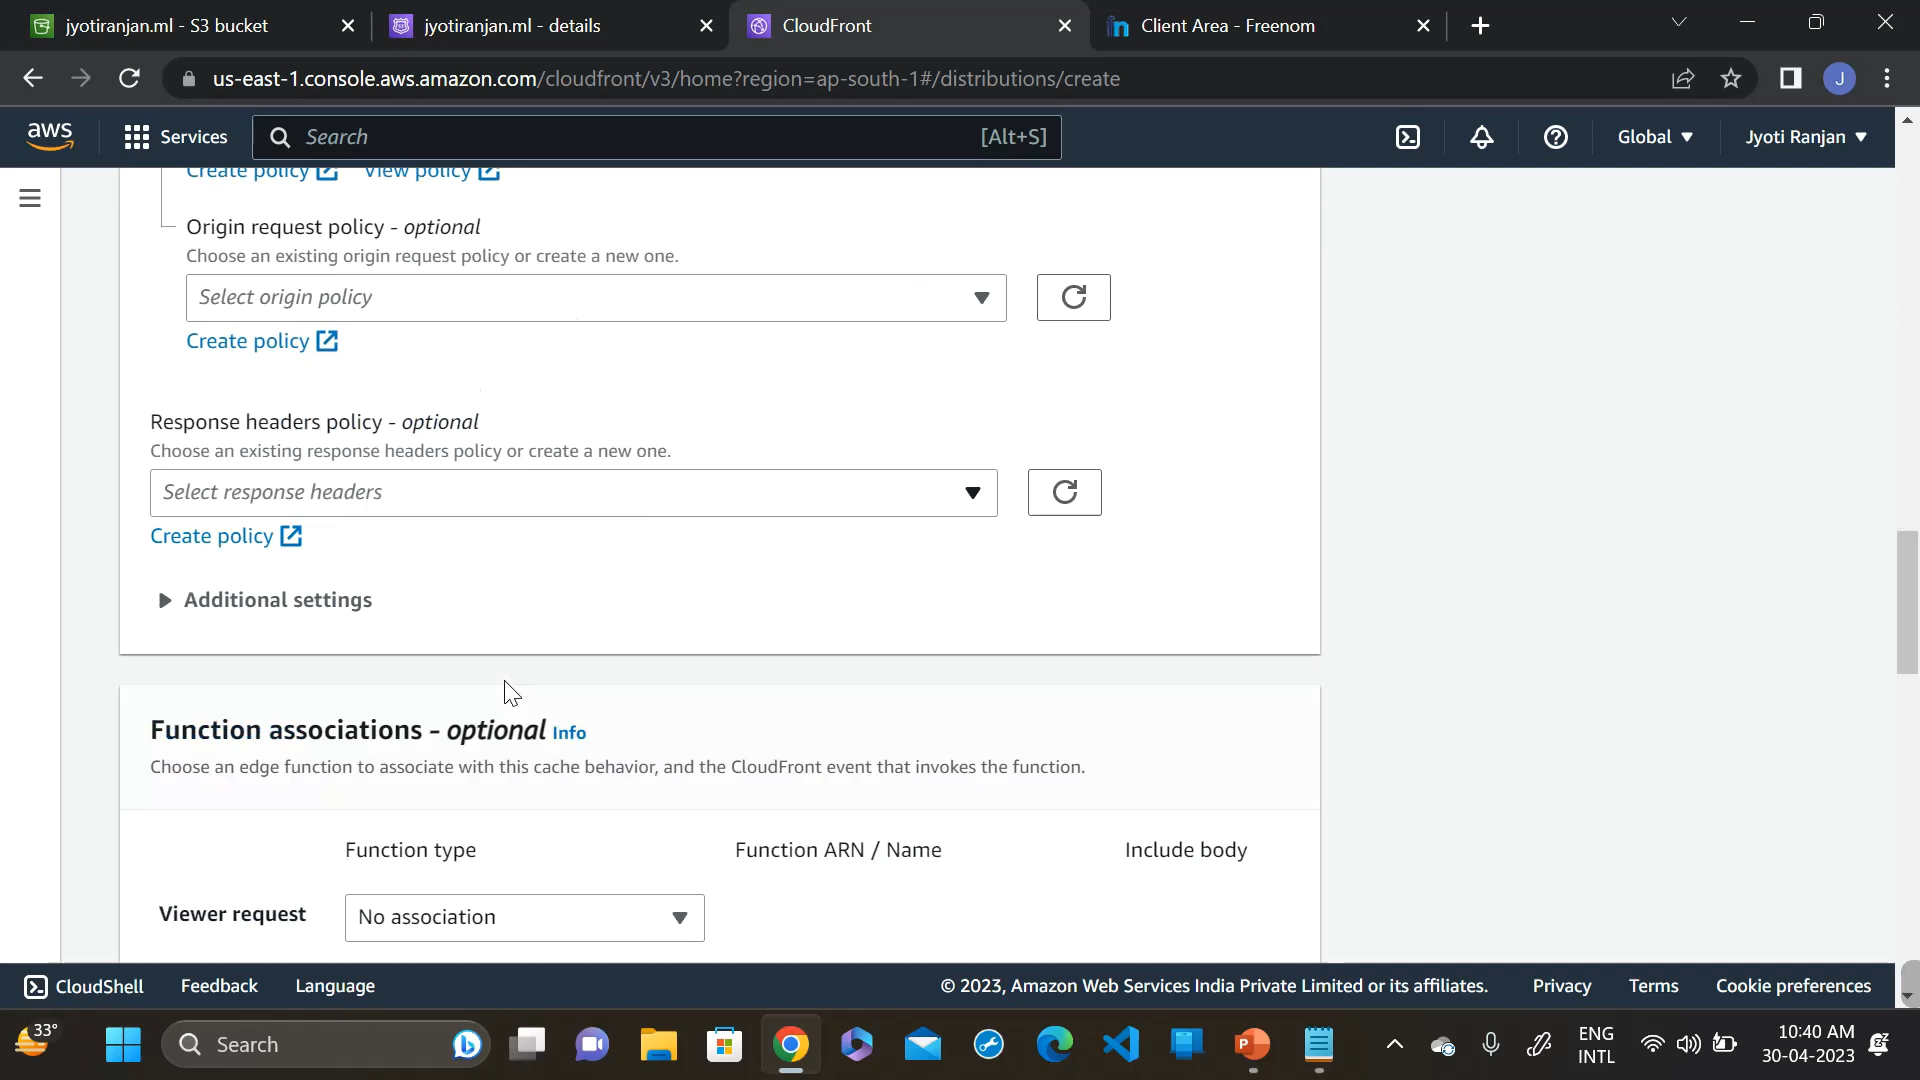 jyotiranjan.ml - S3 bucket
jyotiranjan.ml - details
CloudFront
Client Area - Freenom
us-east-1.console.aws.amazon.com/cloudfront/v3/home?region=ap-south-1#/distributions/create
J
aws
Services
Search
[Alt+S]
Global
Jyoti Ranjan
Create policy
View policy
Origin request policy - optional
Choose an existing origin request policy or create a new one.
Select origin policy
Create policy
Response headers policy - optional
Choose an existing response headers policy or create a new one.
Select response headers
Create policy
Additional settings
Function associations - optional Info
Choose an edge function to associate with this cache behavior, and the CloudFront event that invokes the function.
Function type
Function ARN / Name
Include body
Viewer request
No association
CloudShell
Feedback
Language
© 2023, Amazon Web Services India Private Limited or its affiliates.
Privacy
Terms
Cookie preferences
33°
Search
ENG
INTL
10:40 AM
30-04-2023